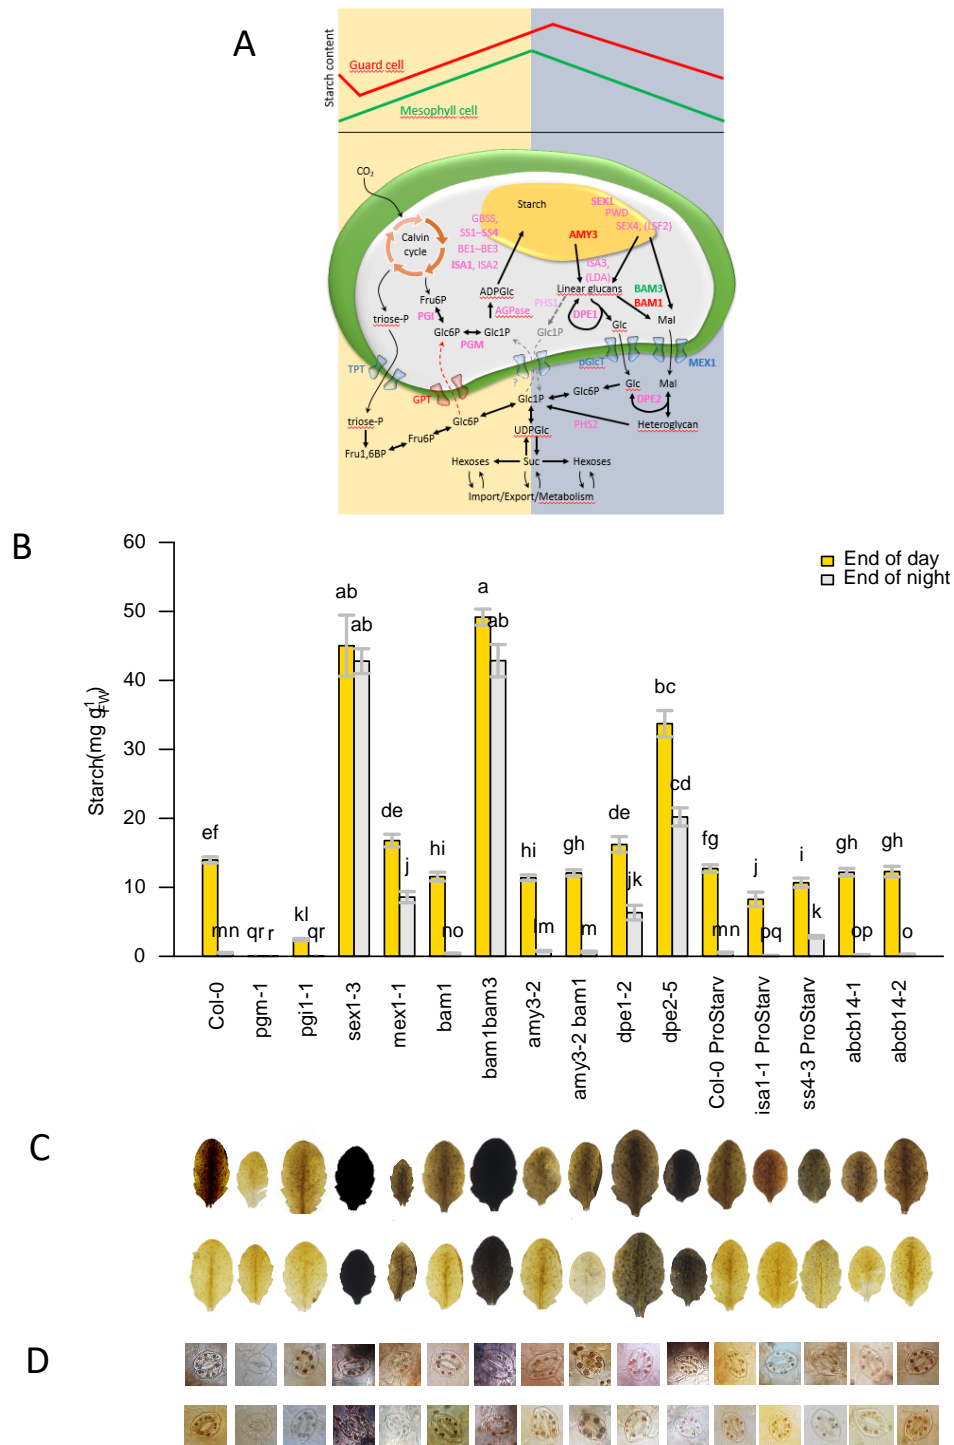 A
Starch content
Guard cell
Mesophyll cell
CO2
Calvin
cycle
GBSS,
SS1–SS4
BE1–BE3
ISA1, ISA2
Starch
SEX1
PWD
SEX4, (LSF2)
AMY3
ISA3,
(LDA)
Linear glucans
BAM3
BAM1
ADPGlc
AGPase
PHS1
DPE1
Fru6P
PGI
triose-P
Glc6P
Glc1P
PGM
Glc1P
Glc
Mal
TPT
GPT
?
pGlcT
MEX1
Glc
Mal
Glc6P
DPE2
Glc1P
triose-P
Glc6P
PHS2
Heteroglycan
Fru6P
UDPGlc
Fru1,6BP
Hexoses
Suc
Hexoses
Import/Export/Metabolism
B
End of day
End of night
Starch(mg g-1FW)
60
50
40
30
20
10
0
ef
mn
qr
r
kl
qr
ab
ab
de
j
hi
no
a
ab
hi
lm
gh
m
de
jk
bc
cd
fg
mn
j
pq
i
k
gh
op
gh
o
Col-0
pgm-1
pgi1-1
sex1-3
mex1-1
bam1
bam1bam3
amy3-2
amy3-2 bam1
dpe1-2
dpe2-5
Col-0 ProStarv
isa1-1 ProStarv
ss4-3 ProStarv
abcb14-1
abcb14-2
C
D